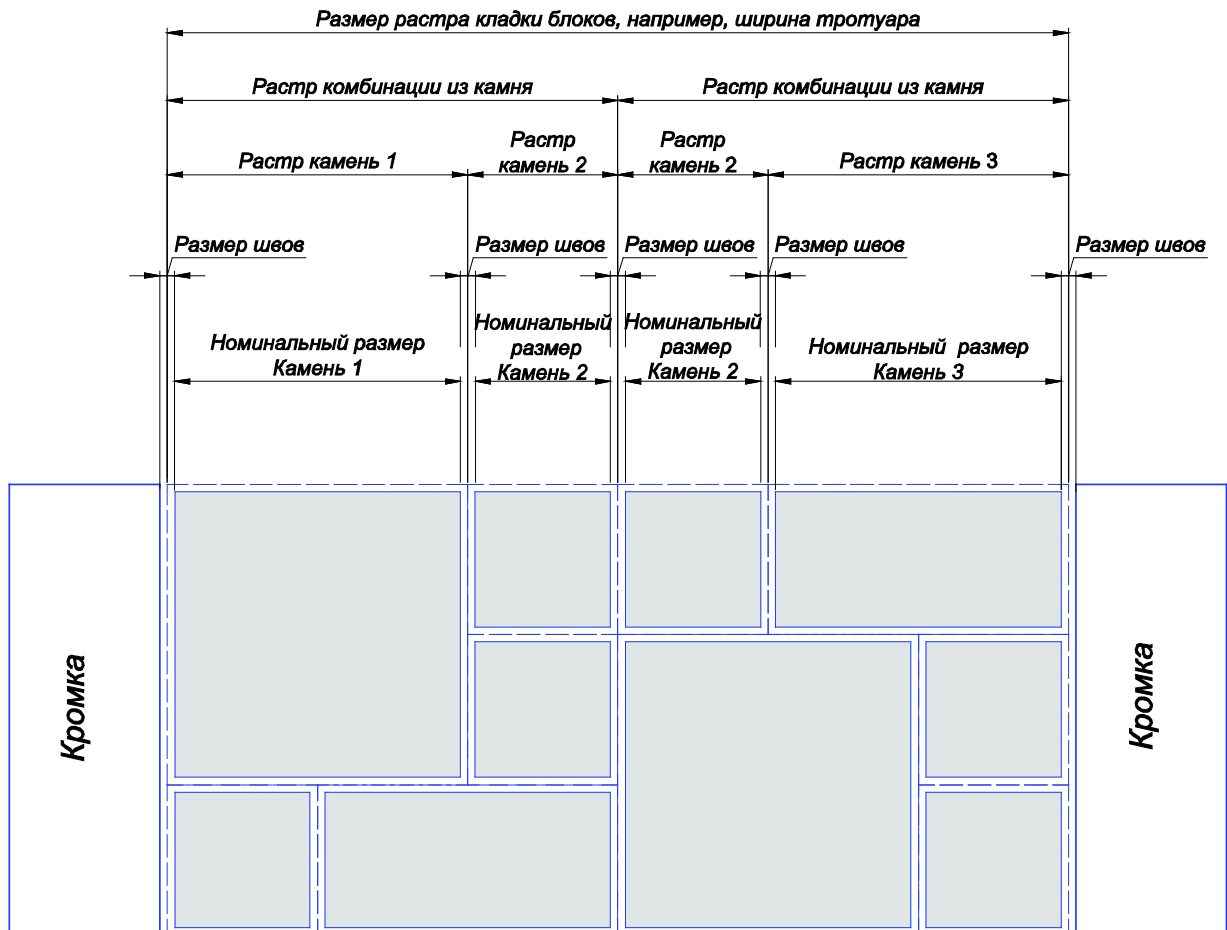 Размер растра кладки блоков, например, ширина тротуара
Растр комбинации из камня
Растр комбинации из камня
Растр камень 1
Растр
камень 2
Растр
камень 2
Растр камень 3
Размер швов
Размер швов
Размер швов
Размер швов
Размер швов
Номинальный размер
Камень 1
Номинальный
размер
Камень 2
Номинальный
размер
Камень 2
Номинальный размер
Камень 3
Кромка
Кромка